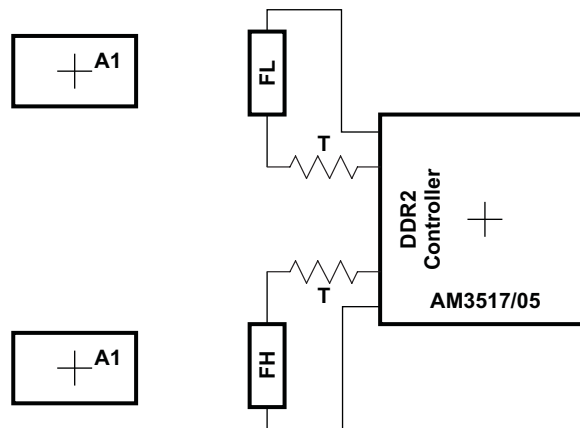 A1
FL
T
DDR2
Controller
AM3517/05
T
A1
FH